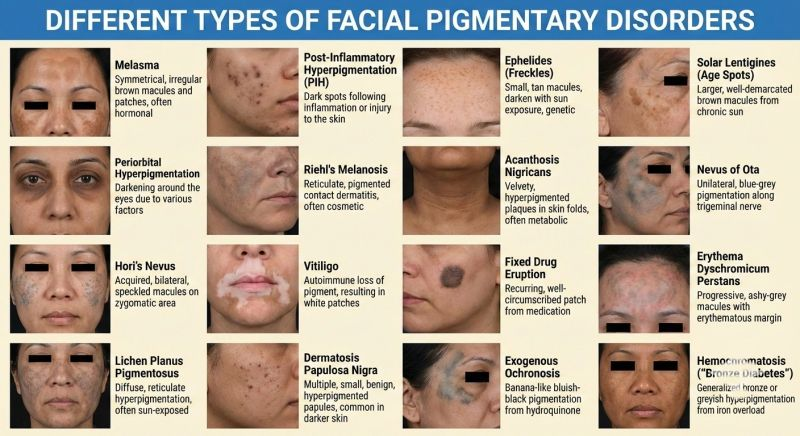 DIFFERENT TYPES OF FACIAL PIGMENTARY DISORDERS
Melasma
Symmetrical, irregular
brown macules and
patches, often
hormonal
Post-Inflammatory
Hyperpigmentation
(PIH)
Dark spots following
inflammation or injury
to the skin
Ephelides
(Freckles)
Small, tan macules,
darken with sun
exposure, genetic
Solar Lentigines
(Age Spots)
Larger, well-demarcated
brown macules from
chronic sun
Periorbital
Hyperpigmentation
Darkening around the
eyes due to various
factors
Riehl's Melanosis
Reticulate, pigmented
contact dermatitis,
often cosmetic
Acanthosis
Nigricans
Velvety,
hyperpigmented
plaques in skin folds,
often metabolic
Nevus of Ota
Unilateral, blue-grey
pigmentation along
trigeminal nerve
Hori's Nevus
Acquired, bilateral,
speckled macules on
zygomatic area
Vitiligo
Autoimmune loss of
pigment, resulting in
white patches
Fixed Drug
Eruption
Recurring, well-
circumscribed patch
from medication
Erythema
Dyschromicum
Perstans
Progressive, ashy-grey
macules with
erythematous margin
Lichen Planus
Pigmentosus
Diffuse, reticulate
hyperpigmentation,
often sun-exposed
Dermatosis
Papulosa Nigra
Multiple, small, benign,
hyperpigmented
papules, common in
darker skin
Exogenous
Ochronosis
Banana-like bluish-
black pigmentation
from hydroquinone
Hemochromatosis
("Bronze Diabetes")
Generalized bronze or
greyish hyperpigmentation
from iron overload